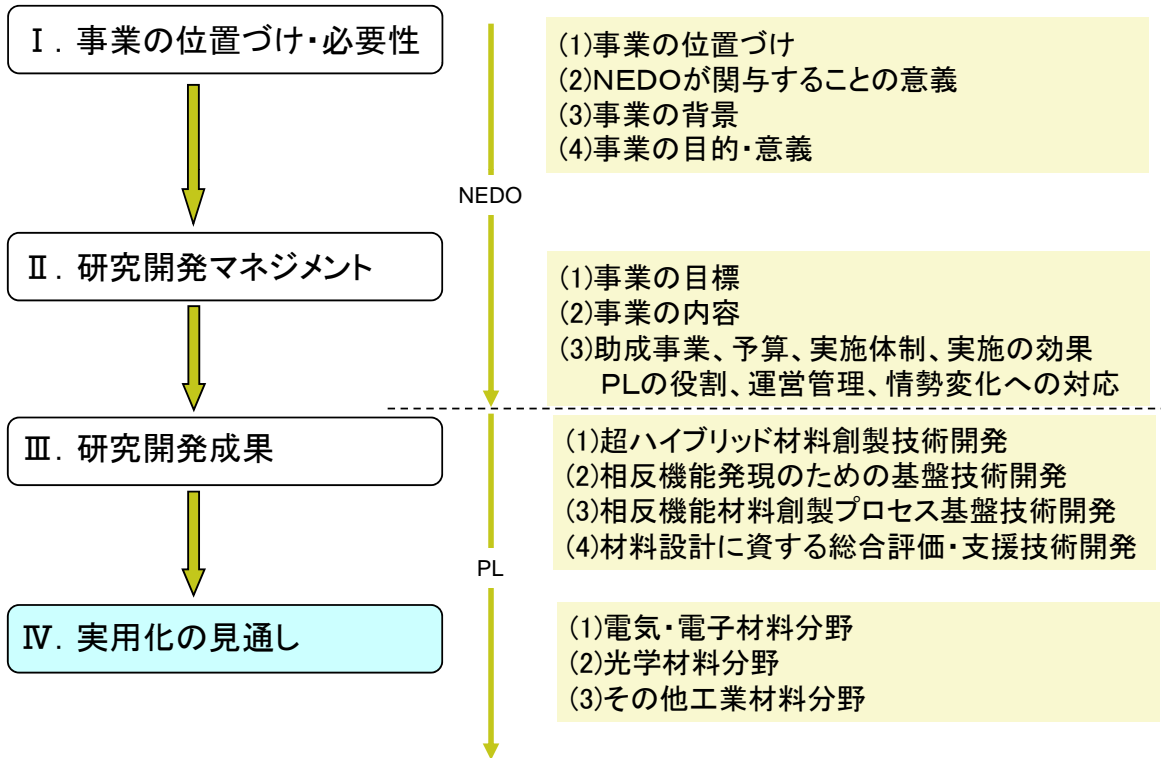 Ⅰ. 事業の位置づけ・必要性
(1)事業の位置づけ
(2)NEDOが関与することの意義
(3)事業の背景
(4)事業の目的・意義
NEDO
Ⅱ. 研究開発マネジメント
(1)事業の目標
(2)事業の内容
(3)助成事業、予算、実施体制、実施の効果
PLの役割、運営管理、情勢変化への対応
Ⅲ. 研究開発成果
(1)超ハイブリッド材料創製技術開発
(2)相反機能発現のための基盤技術開発
(3)相反機能材料創製プロセス基盤技術開発
(4)材料設計に資する総合評価・支援技術開発
PL
Ⅳ. 実用化の見通し
(1)電気・電子材料分野
(2)光学材料分野
(3)その他工業材料分野